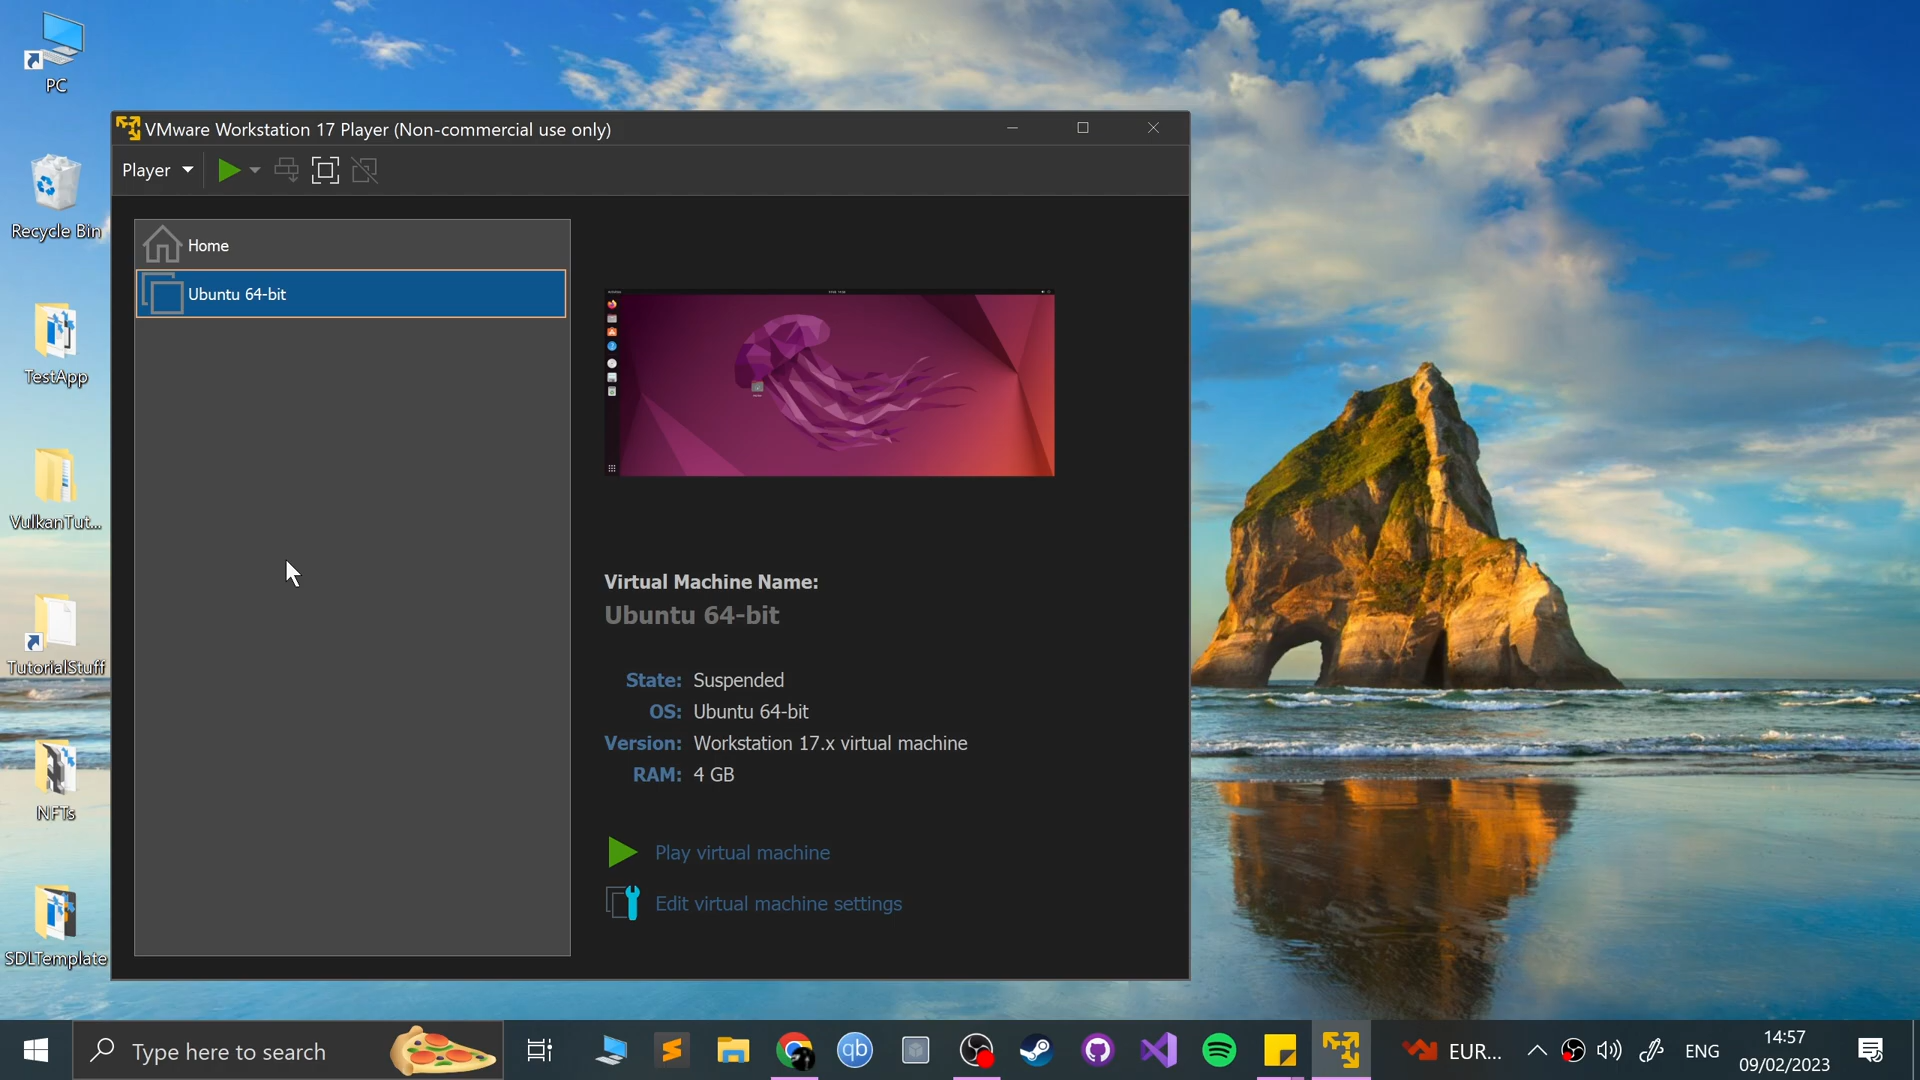 PC
Recycle Bin
TestApp
VulkanTut...
TutorialStuff
NFTs
SDLTemplate
VMware Workstation 17 Player (Non-commercial use only)
Player
Home
Ubuntu 64-bit
Virtual Machine Name:
Ubuntu 64-bit
State: Suspended
OS: Ubuntu 64-bit
Version: Workstation 17.x virtual machine
RAM: 4 GB
Play virtual machine
Edit virtual machine settings
Type here to search
qb
EUR...
ENG
14:57
09/02/2023